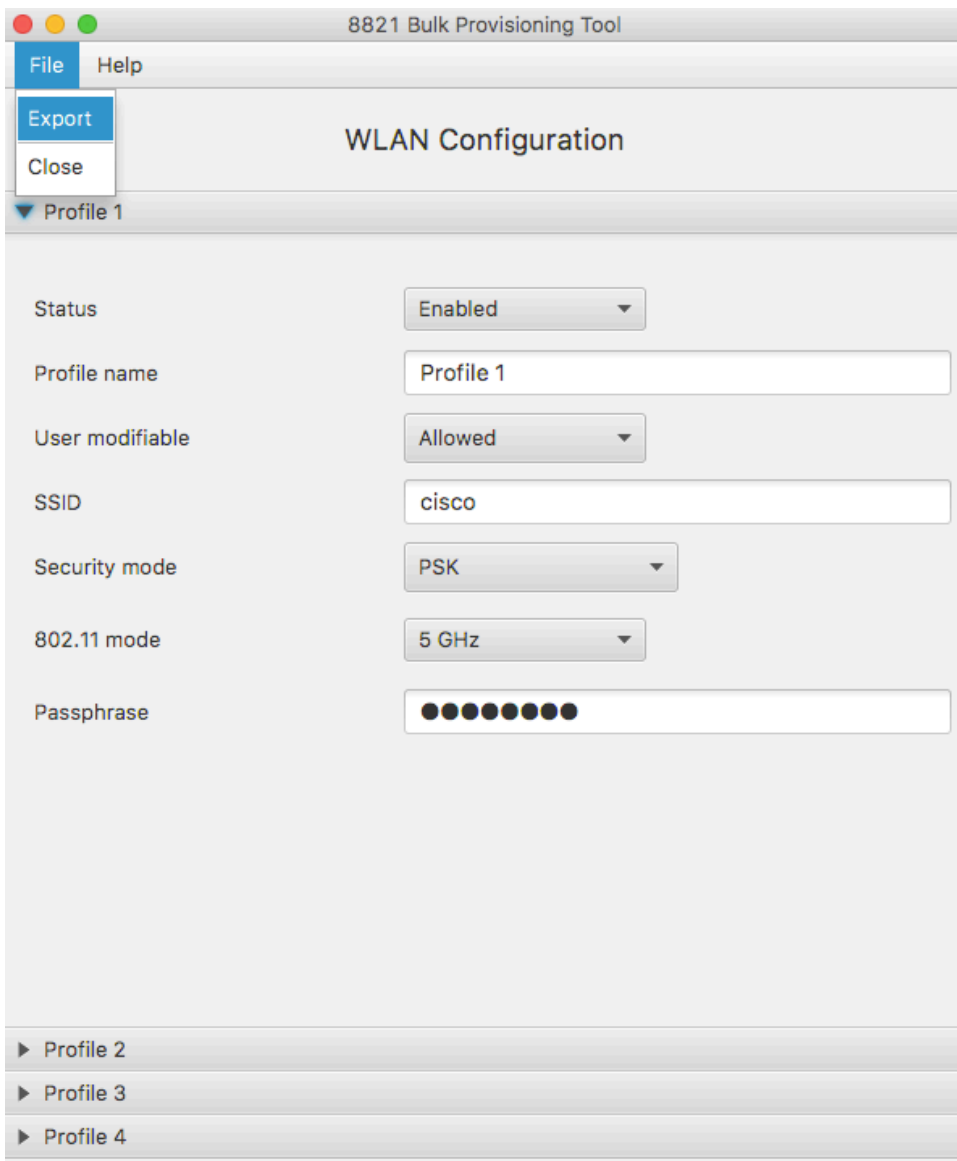 8821 Bulk Provisioning Tool
File Help
Export
Close
WLAN Configuration
Profile 1
Status Enabled
Profile name Profile 1
User modifiable Allowed
SSID cisco
Security mode PSK
802.11 mode 5 GHz
Passphrase ●●●●●●●●
Profile 2
Profile 3
Profile 4